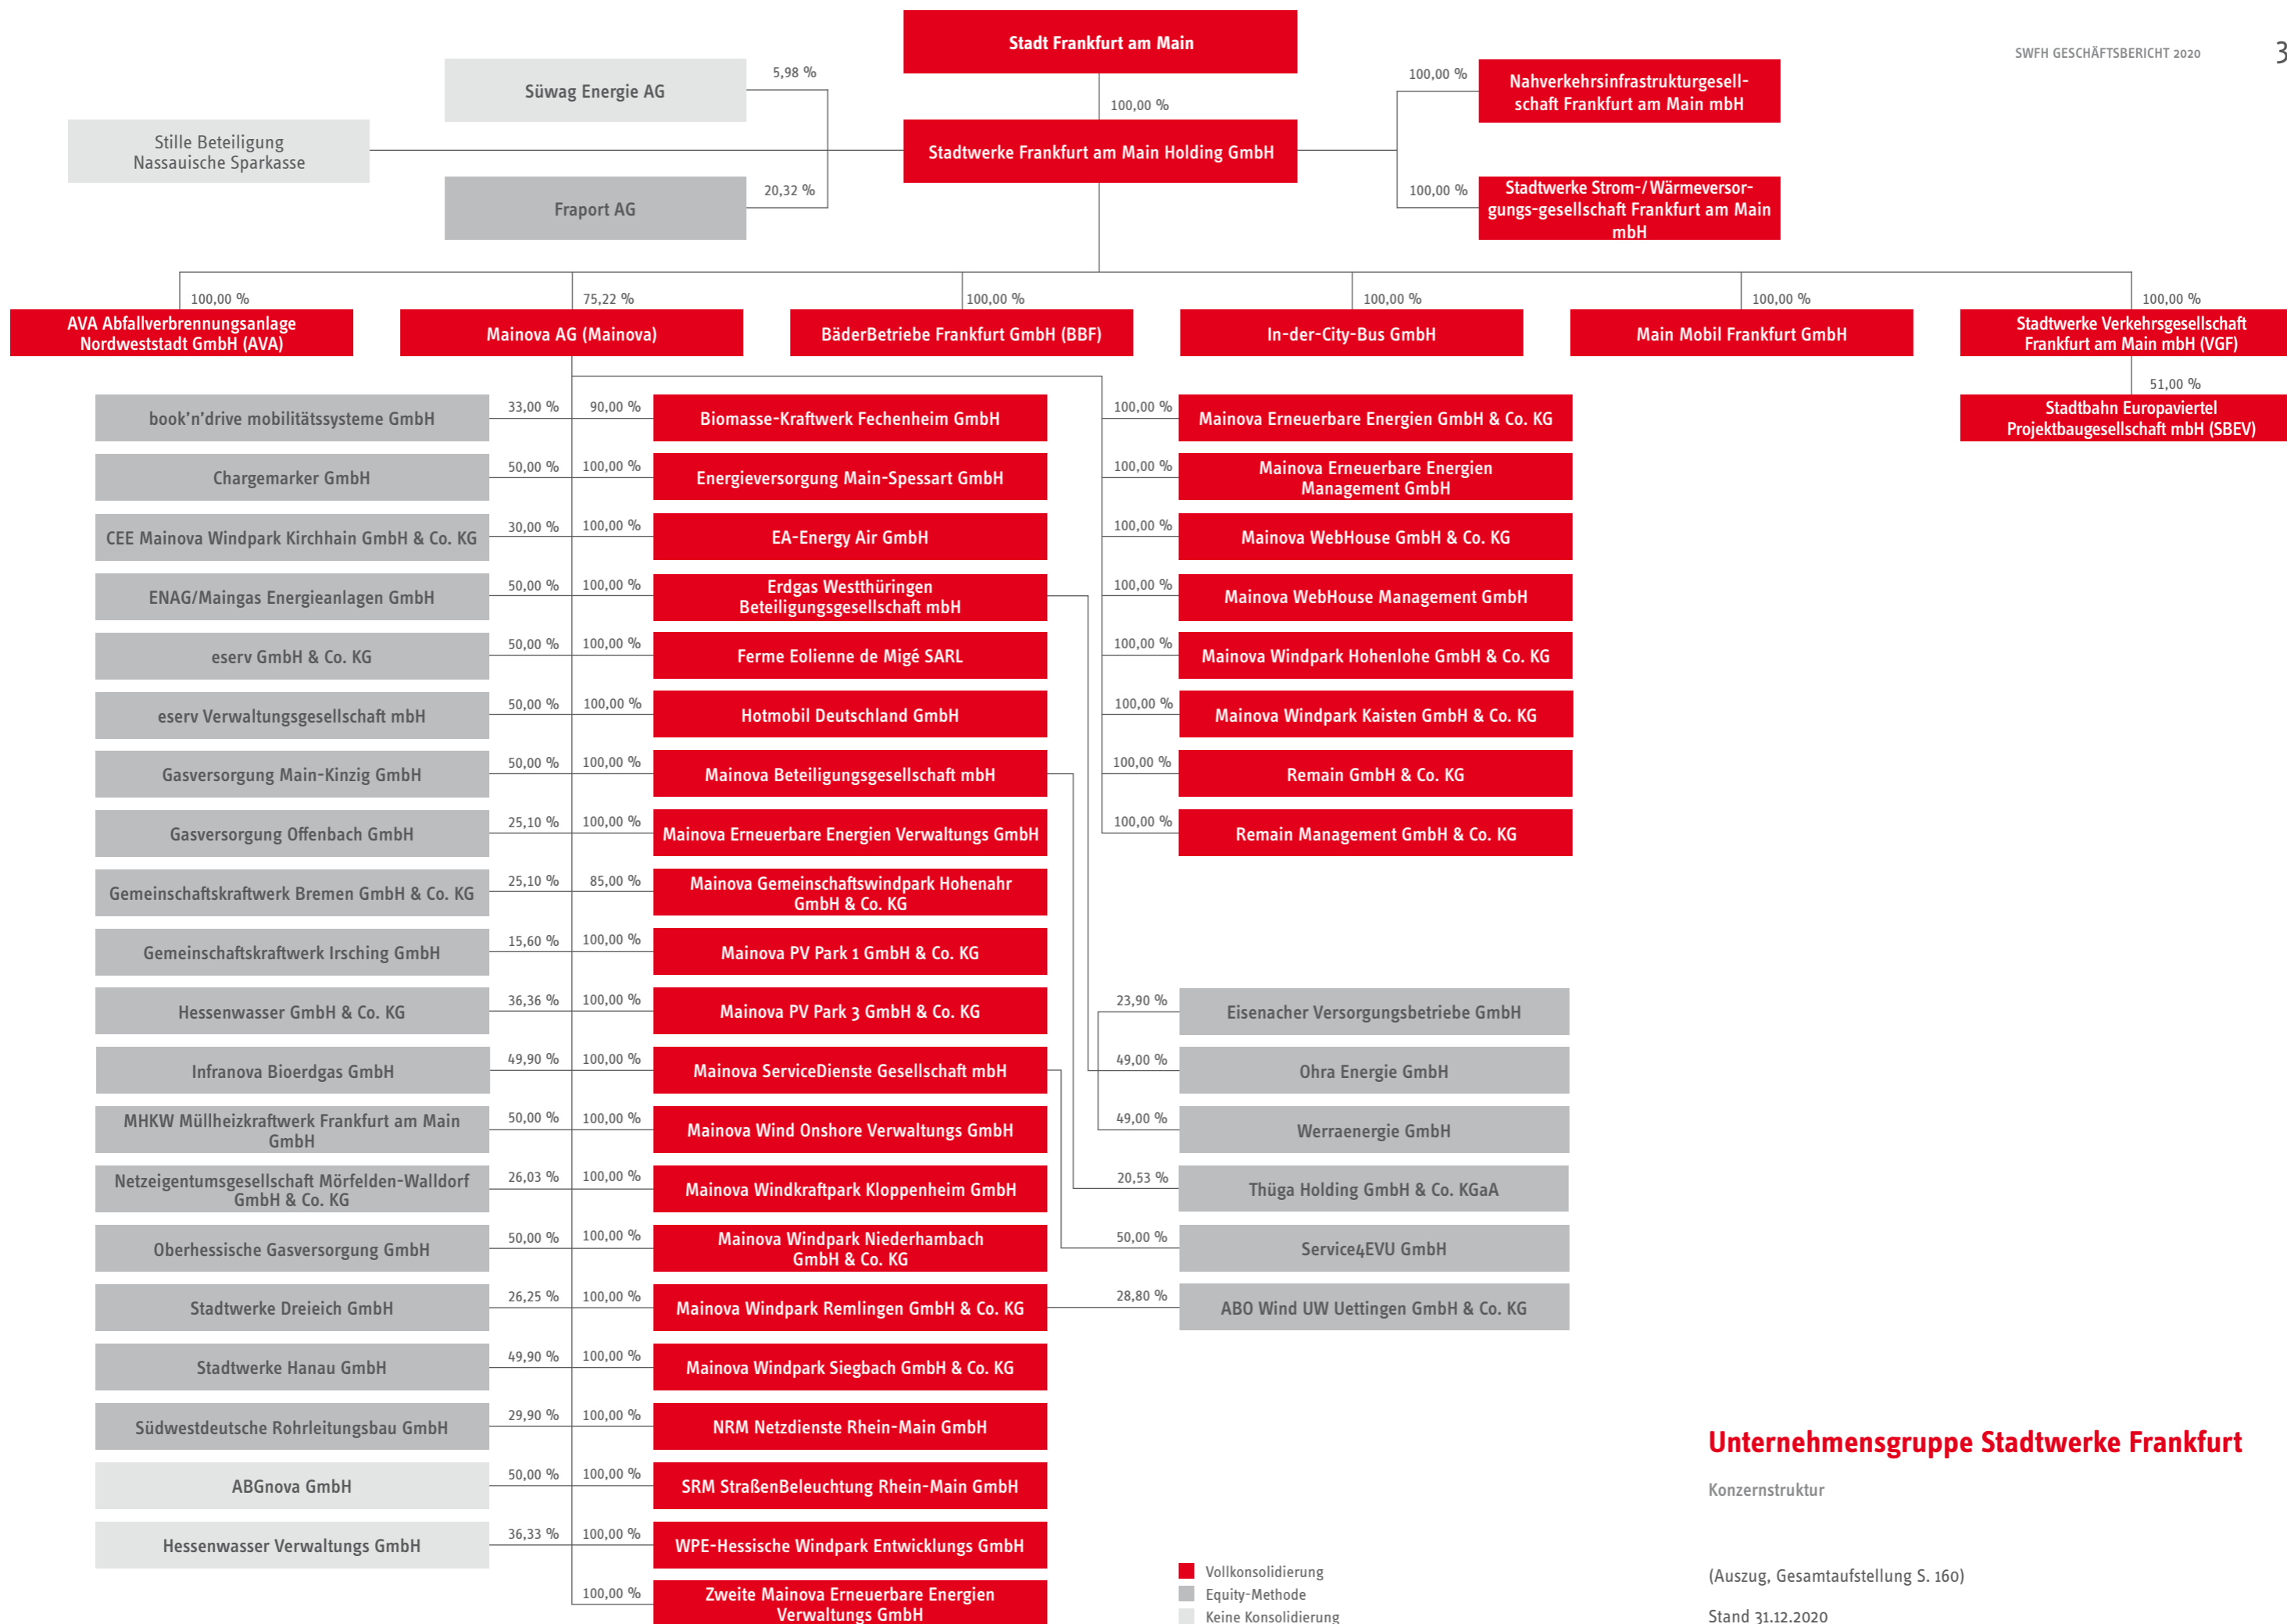 SWFH GESCHÄFTSBERICHT 2020
3
Stadt Frankfurt am Main
100,00 %
Süwag Energie AG
5,98 %
Stille Beteiligung
Nassauische Sparkasse
Stadtwerke Frankfurt am Main Holding GmbH
Fraport AG
20,32 %
100,00 %
Nahverkehrsinfrastrukturgesell-
schaft Frankfurt am Main mbH
100,00 %
Stadtwerke Strom-/Wärmeversor-
gungs-gesellschaft Frankfurt am Main
mbH
100,00 %
AVA Abfallverbrennungsanlage
Nordweststadt GmbH (AVA)
75,22 %
Mainova AG (Mainova)
100,00 %
BäderBetriebe Frankfurt GmbH (BBF)
100,00 %
In-der-City-Bus GmbH
100,00 %
Main Mobil Frankfurt GmbH
100,00 %
Stadtwerke Verkehrsgesellschaft
Frankfurt am Main mbH (VGF)
51,00 %
Stadtbahn Europaviertel
Projektbaugesellschaft mbH (SBEV)
book'n'drive mobilitätssysteme GmbH
33,00 %
Chargemarker GmbH
50,00 %
CEE Mainova Windpark Kirchhain GmbH & Co. KG
30,00 %
ENAG/Maingas Energieanlagen GmbH
50,00 %
eserv GmbH & Co. KG
50,00 %
eserv Verwaltungsgesellschaft mbH
50,00 %
Gasversorgung Main-Kinzig GmbH
50,00 %
Gasversorgung Offenbach GmbH
25,10 %
Gemeinschaftskraftwerk Bremen GmbH & Co. KG
25,10 %
Gemeinschaftskraftwerk Irsching GmbH
15,60 %
Hessenwasser GmbH & Co. KG
36,36 %
Infranova Bioerdgas GmbH
49,90 %
MHKW Müllheizkraftwerk Frankfurt am Main
GmbH
50,00 %
Netzeigentumsgesellschaft Mörfelden-Walldorf
GmbH & Co. KG
26,03 %
Oberhessische Gasversorgung GmbH
50,00 %
Stadtwerke Dreieich GmbH
26,25 %
Stadtwerke Hanau GmbH
49,90 %
Südwestdeutsche Rohrleitungsbau GmbH
29,90 %
ABGnova GmbH
50,00 %
Hessenwasser Verwaltungs GmbH
36,33 %
90,00 %
Biomasse-Kraftwerk Fechenheim GmbH
100,00 %
Energieversorgung Main-Spessart GmbH
100,00 %
EA-Energy Air GmbH
100,00 %
Erdgas Westthüringen
Beteiligungsgesellschaft mbH
100,00 %
Ferme Eolienne de Migé SARL
100,00 %
Hotmobil Deutschland GmbH
100,00 %
Mainova Beteiligungsgesellschaft mbH
100,00 %
Mainova Erneuerbare Energien Verwaltungs GmbH
85,00 %
Mainova Gemeinschaftswindpark Hohenahr
GmbH & Co. KG
100,00 %
Mainova PV Park 1 GmbH & Co. KG
100,00 %
Mainova PV Park 3 GmbH & Co. KG
100,00 %
Mainova ServiceDienste Gesellschaft mbH
100,00 %
Mainova Wind Onshore Verwaltungs GmbH
100,00 %
Mainova Windkraftpark Kloppenheim GmbH
100,00 %
Mainova Windpark Niederhambach
GmbH & Co. KG
100,00 %
Mainova Windpark Remlingen GmbH & Co. KG
100,00 %
Mainova Windpark Siegbach GmbH & Co. KG
100,00 %
NRM Netzdienste Rhein-Main GmbH
100,00 %
SRM StraßenBeleuchtung Rhein-Main GmbH
100,00 %
WPE-Hessische Windpark Entwicklungs GmbH
100,00 %
Zweite Mainova Erneuerbare Energien
Verwaltungs GmbH
100,00 %
Mainova Erneuerbare Energien GmbH & Co. KG
100,00 %
Mainova Erneuerbare Energien
Management GmbH
100,00 %
Mainova WebHouse GmbH & Co. KG
100,00 %
Mainova WebHouse Management GmbH
100,00 %
Mainova Windpark Hohenlohe GmbH & Co. KG
100,00 %
Mainova Windpark Kaisten GmbH & Co. KG
100,00 %
Remain GmbH & Co. KG
100,00 %
Remain Management GmbH & Co. KG
23,90 %
Eisenacher Versorgungsbetriebe GmbH
49,00 %
Ohra Energie GmbH
49,00 %
Werraenergie GmbH
20,53 %
Thüga Holding GmbH & Co. KGaA
50,00 %
Service4EVU GmbH
28,80 %
ABO Wind UW Uettingen GmbH & Co. KG
Vollkonsolidierung
Equity-Methode
Keine Konsolidierung
Unternehmensgruppe Stadtwerke Frankfurt
Konzernstruktur
(Auszug, Gesamtaufstellung S. 160)
Stand 31.12.2020